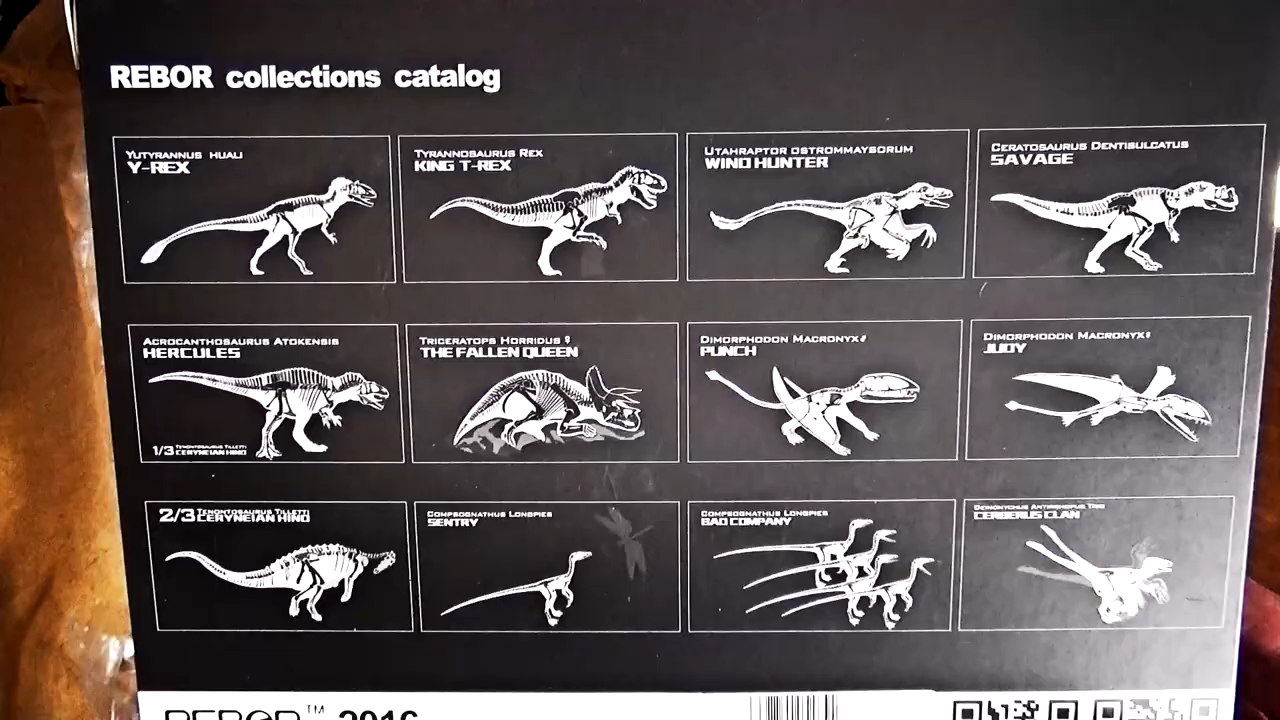 REBOR collections catalog
YUTYRANNUS HUALI
Y-REX
TYRANNOSAURUS REX
KING T-REX
UTAHRAPTOR OSTROMMAYSORUM
WIND HUNTER
CERATOSAURUS DENTISULCATUS
SAVAGE
ACROCANTHOSAURUS ATOKENSIS
HERCULES
1/3 TENONTOSAURUS TILLETTI
CERYNEIAN HIND
TRICERATOPS HORRIDUS ♀
THE FALLEN QUEEN
DIMORPHODON MACRONYX♂
PUNCH
DIMORPHODON MACRONYX♀
JUDY
2/3 TENONTOSAURUS TILLETTI
CERYNEIAN HIND
COMPSOGNATHUS LONGIPES
SENTRY
COMPSOGNATHUS LONGIPES
BAD COMPANY
DEINONYCHUS ANTIRRHOPUS TRIO
CERBERUS CLAN
REBOR™ 2016